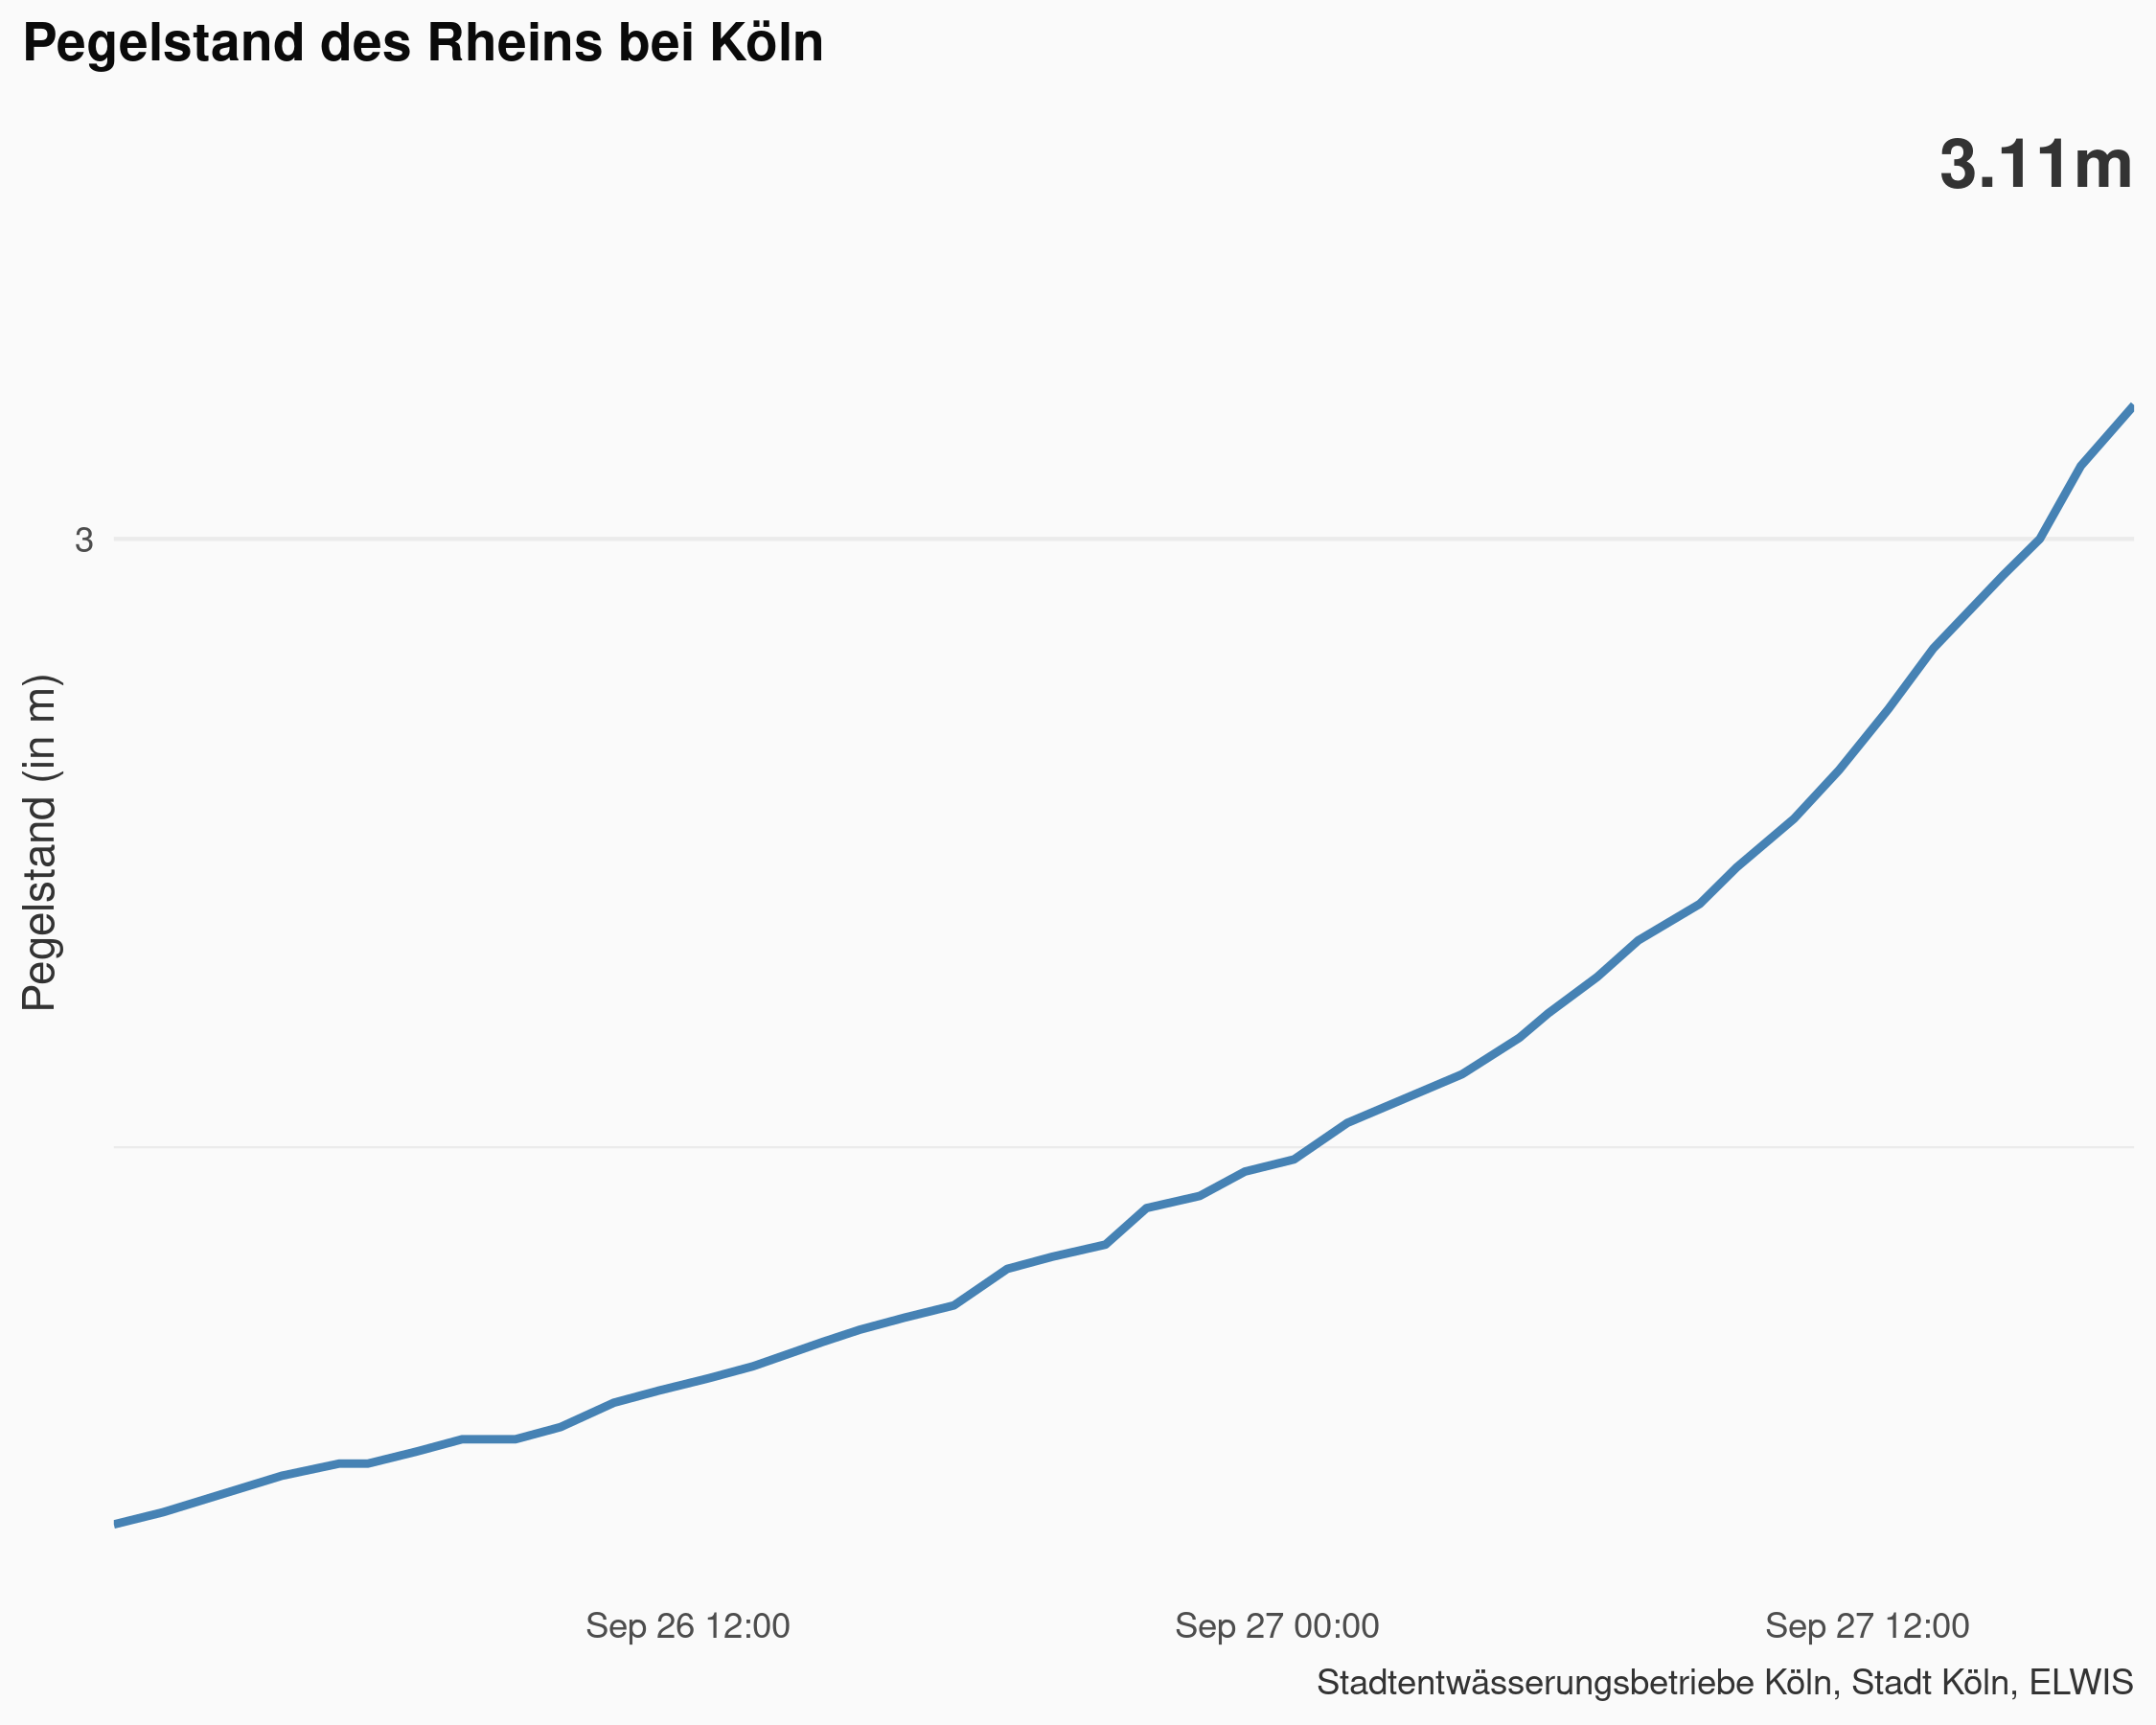 Pegelstand des Rheins bei Köln
3.11m
3
Pegelstand (in m)
Sep 26 12:00
Sep 27 00:00
Sep 27 12:00
Stadtentwässerungsbetriebe Köln, Stadt Köln, ELWIS